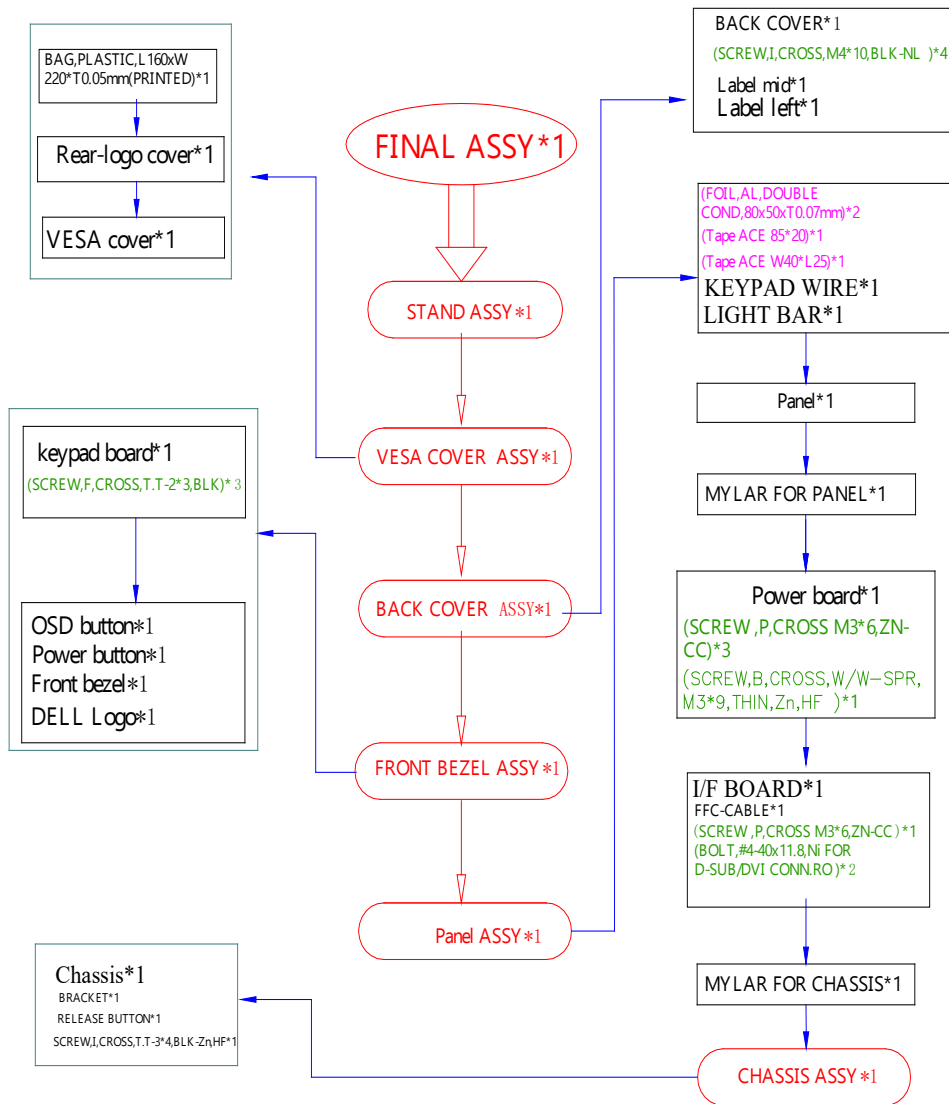 BAG,PLASTIC,L160xW
220*T0.05mm(PRINTED)*1
Rear-logo cover*1
VESA cover*1
FINAL ASSY*1
STAND ASSY*1
VESA COVER ASSY*1
BACK COVER ASSY*1
FRONT BEZEL ASSY*1
Panel ASSY*1
BACK COVER*1
(SCREW,I,CROSS,M4*10,BLK-NL )*4
Label mid*1
Label left*1
(FOIL,AL,DOUBLE
COND,80x50xT0.07mm)*2
(Tape ACE 85*20)*1
(Tape ACE W40*L25)*1
KEYPAD WIRE*1
LIGHT BAR*1
Panel*1
MYLAR FOR PANEL*1
Power board*1
(SCREW ,P,CROSS M3*6,ZN-
CC)*3
(SCREW,B,CROSS,W/W-SPR,
M3*9,THIN,Zn,HF )*1
I/F BOARD*1
FFC-CABLE*1
(SCREW ,P,CROSS M3*6,ZN-CC )*1
(BOLT,#4-40x11.8,Ni FOR
D-SUB/DVI CONN.RO)*2
MYLAR FOR CHASSIS*1
CHASSIS ASSY*1
keypad board*1
(SCREW,F,CROSS,T.T-2*3,BLK)* 3
OSD button*1
Power button*1
Front bezel*1
DELL Logo*1
Chassis*1
BRACKET*1
RELEASE BUTTON*1
SCREW,I,CROSS,T.T-3*4,BLK-Zn,HF*1